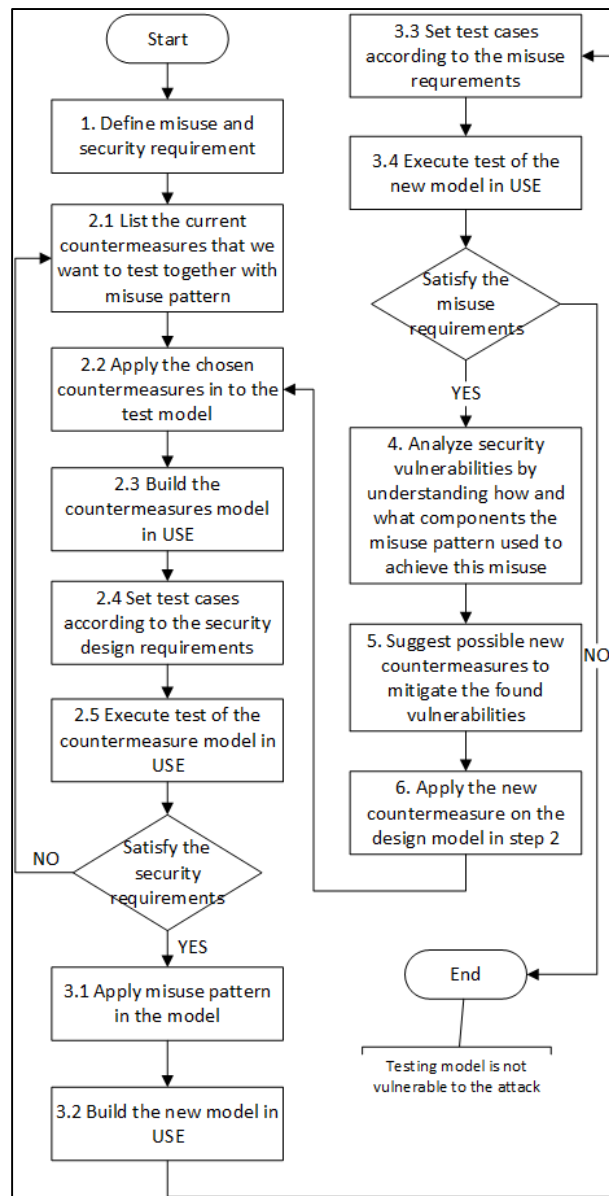 Start
1. Define misuse and
security requirement
2.1 List the current
countermeasures that we
want to test together with
misuse pattern
2.2 Apply the chosen
countermeasures in to the
test model
2.3 Build the
countermeasures model
in USE
2.4 Set test cases
according to the security
design requirements
2.5 Execute test of the
countermeasure model in
USE
Satisfy the
security
requirements
NO
YES
3.1 Apply misuse pattern
in the model
3.2 Build the new model in
USE
3.3 Set test cases
according to the misuse
requrements
3.4 Execute test of the
new model in USE
Satisfy the
misuse
requirements
YES
4. Analyze security
vulnerabilities by
understanding how and
what components the
misuse pattern used to
achieve this misuse
5. Suggest possible new
countermeasures to
mitigate the found
vulnerabilities
NO
6. Apply the new
countermeasure on the
design model in step 2
End
Testing model is not
vulnerable to the attack